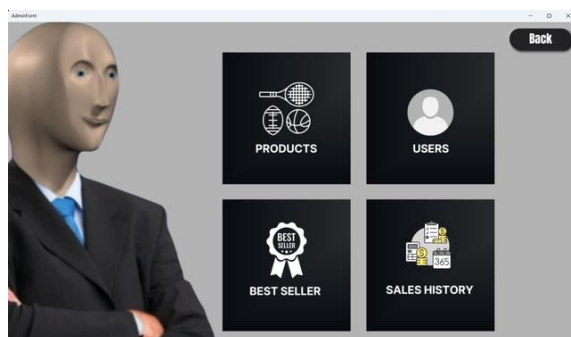 AdminForm
Back
PRODUCTS
USERS
BEST
SELLER
BEST SELLER
365
SALES HISTORY